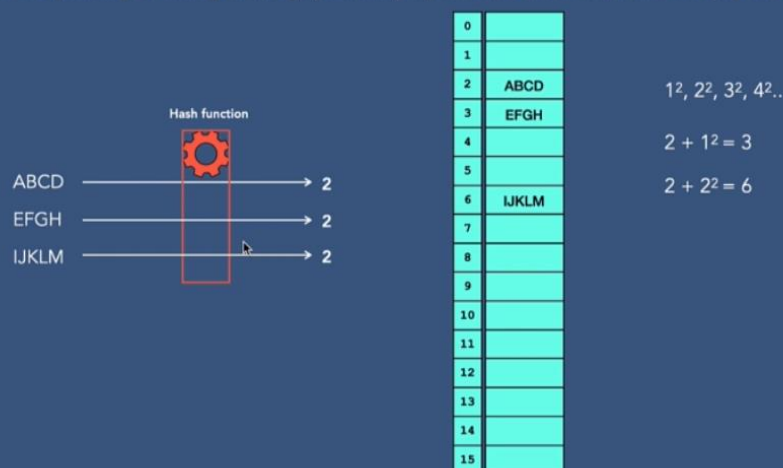 Hash function
ABCD 2
EFGH 2
IJKLM 2
0
1
2 ABCD
3 EFGH
4
5
6 IJKLM
7
8
9
10
11
12
13
14
15
1², 2², 3², 4²..
2 + 1² = 3
2 + 2² = 6